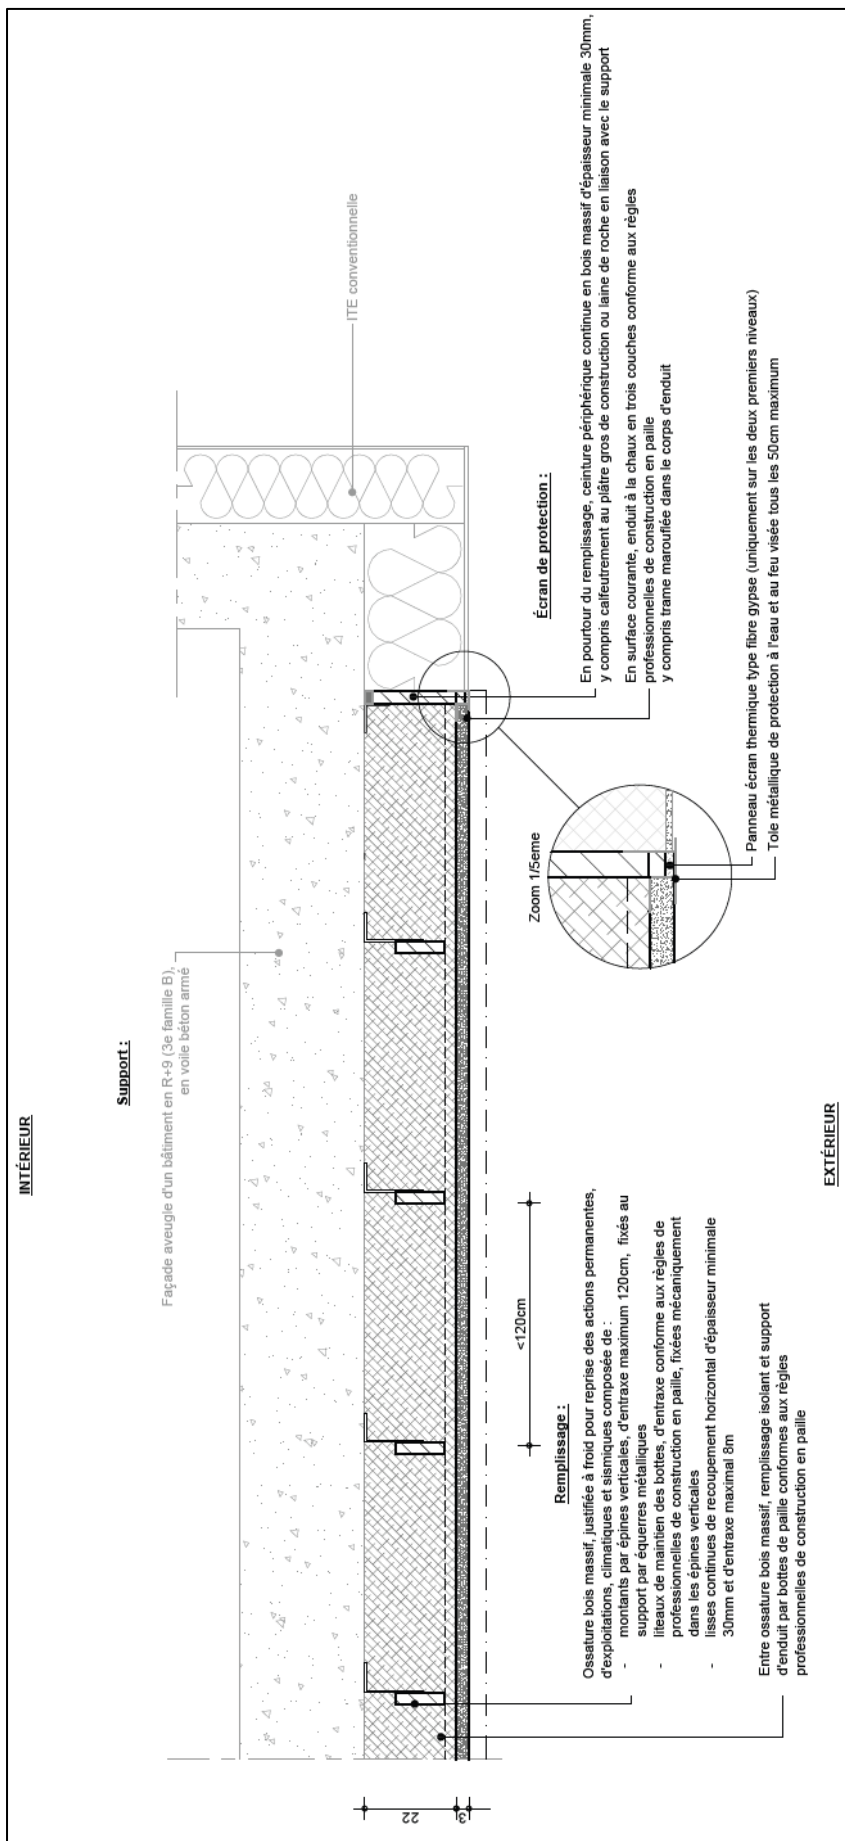 INTÉRIEUR
Support :
Façade aveugle d'un bâtiment en R+9 (3e famille B),
en voile béton armé
ITE conventionnelle
Écran de protection :
En pourtour du remplissage, ceinture périphérique continue en bois massif d'épaisseur minimale 30mm,
y compris calfeutrement au plâtre gros de construction ou laine de roche en liaison avec le support
En surface courante, enduit à la chaux en trois couches conforme aux règles
professionnelles de construction en paille
y compris trame marouflée dans le corps d'enduit
Panneau écran thermique type fibre gypse (uniquement sur les deux premiers niveaux)
Tole métallique de protection à l'eau et au feu visée tous les 50cm maximum
Zoom 1/5eme
<120cm
Remplissage :
Ossature bois massif, justifiée à froid pour reprise des actions permanentes,
d'exploitations, climatiques et sismiques composée de :
- montants par épines verticales, d'entraxe maximum 120cm, fixés au
support par équerres métalliques
- liteaux de maintien des bottes, d'entraxe conforme aux règles de
professionnelles de construction en paille, fixées mécaniquement
dans les épines verticales
- lisses continues de recoupement horizontal d'épaisseur minimale
30mm et d'entraxe maximal 8m
Entre ossature bois massif, remplissage isolant et support
d'enduit par bottes de paille conformes aux règles
professionnelles de construction en paille
22
3
EXTÉRIEUR